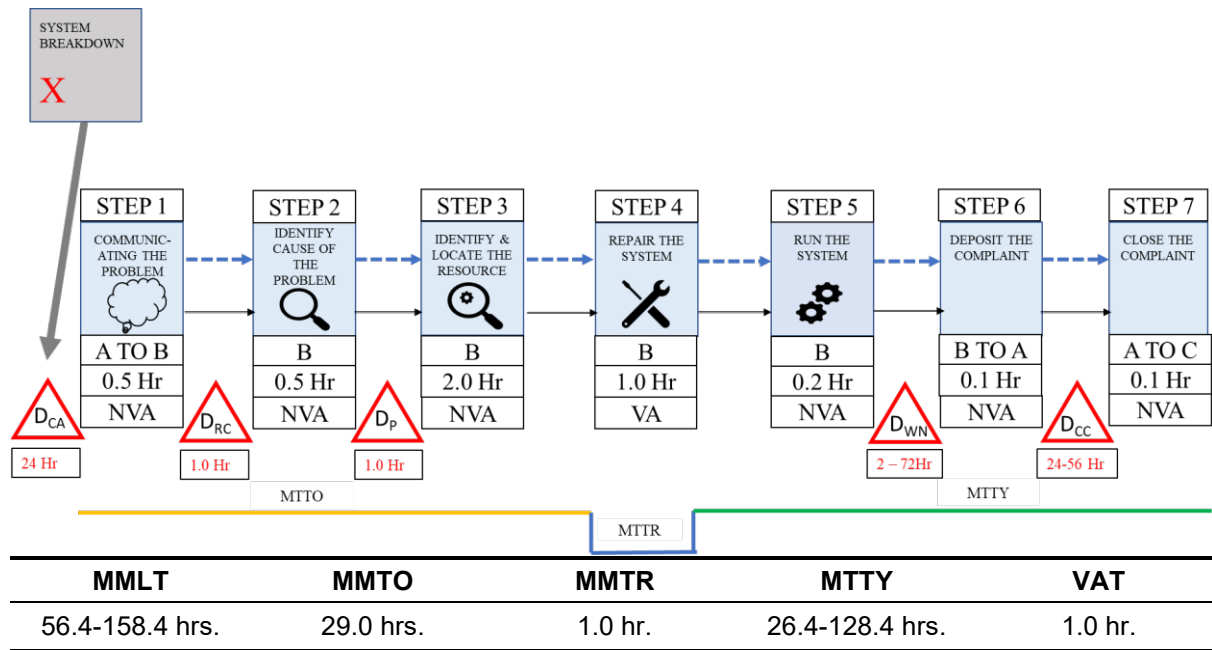 SYSTEM
BREAKDOWN
X
STEP 1
COMMUNIC-
ATING THE
PROBLEM
A TO B
0.5 Hr
NVA
STEP 2
IDENTIFY
CAUSE OF
THE
PROBLEM
B
0.5 Hr
NVA
STEP 3
IDENTIFY &
LOCATE THE
RESOURCE
B
2.0 Hr
NVA
STEP 4
REPAIR THE
SYSTEM
B
1.0 Hr
VA
STEP 5
RUN THE
SYSTEM
B
0.2 Hr
NVA
STEP 6
DEPOSIT THE
COMPLAINT
B TO A
0.1 Hr
NVA
STEP 7
CLOSE THE
COMPLAINT
A TO C
0.1 Hr
NVA
DCA
24 Hr
DRC
1.0 Hr
DP
1.0 Hr
DWN
2 – 72Hr
DCC
24-56 Hr
MTTO
MTTR
MTTY
MMLT MMTO MMTR MTTY VAT
56.4-158.4 hrs. 29.0 hrs. 1.0 hr. 26.4-128.4 hrs. 1.0 hr.